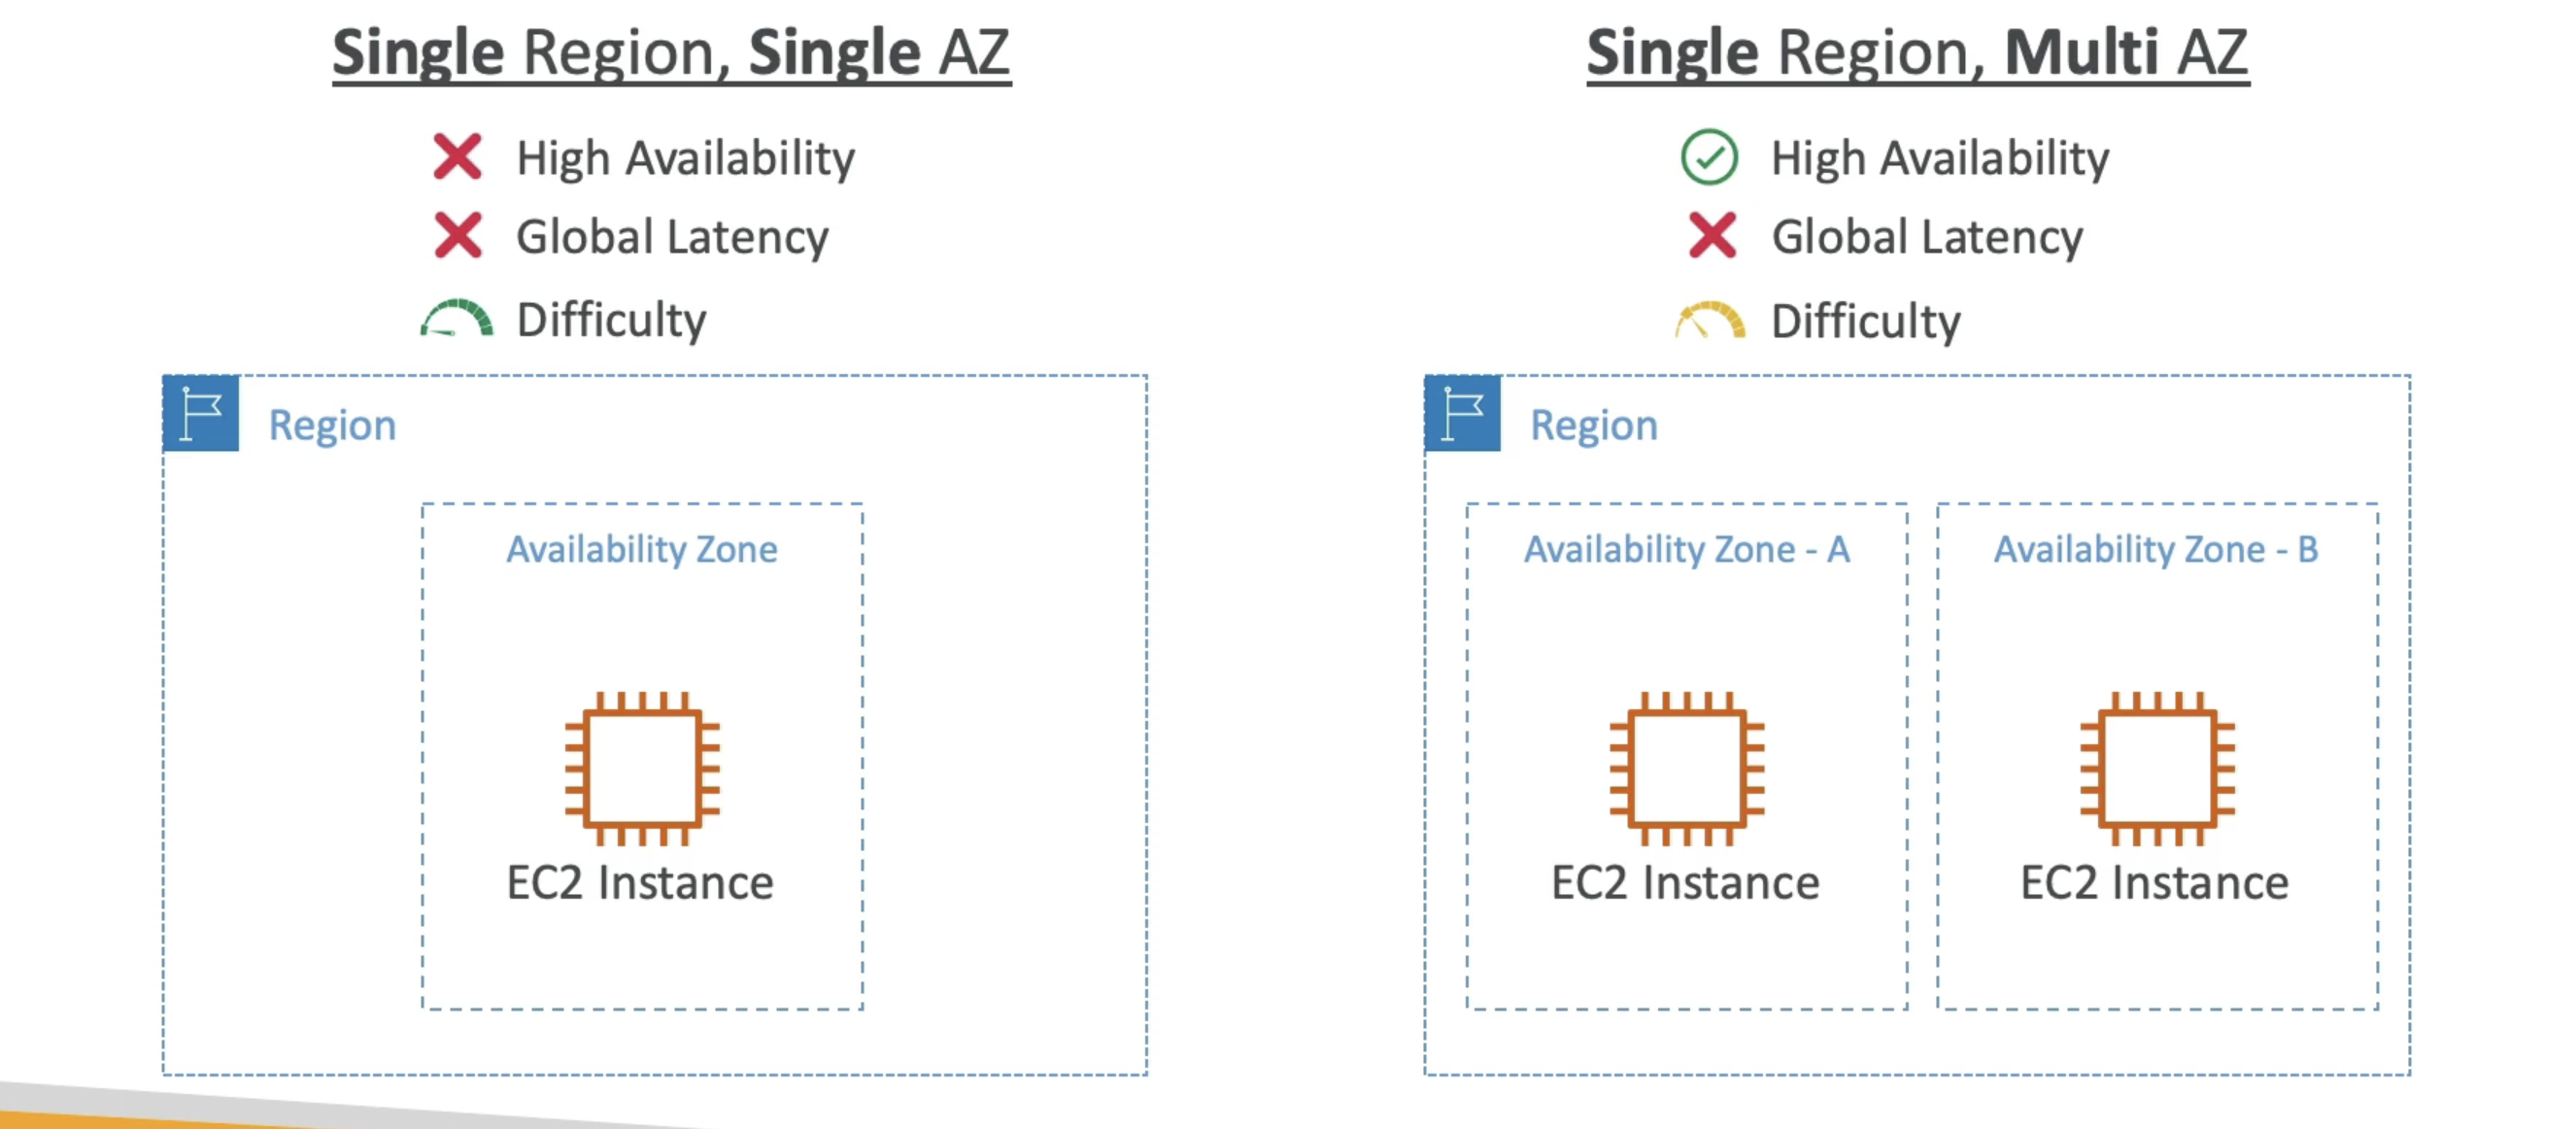 Single Region, Single AZ
High Availability
Global Latency
Difficulty
Region
Availability Zone
EC2 Instance
Single Region, Multi AZ
High Availability
Global Latency
Difficulty
Region
Availability Zone - A
EC2 Instance
Availability Zone - B
EC2 Instance